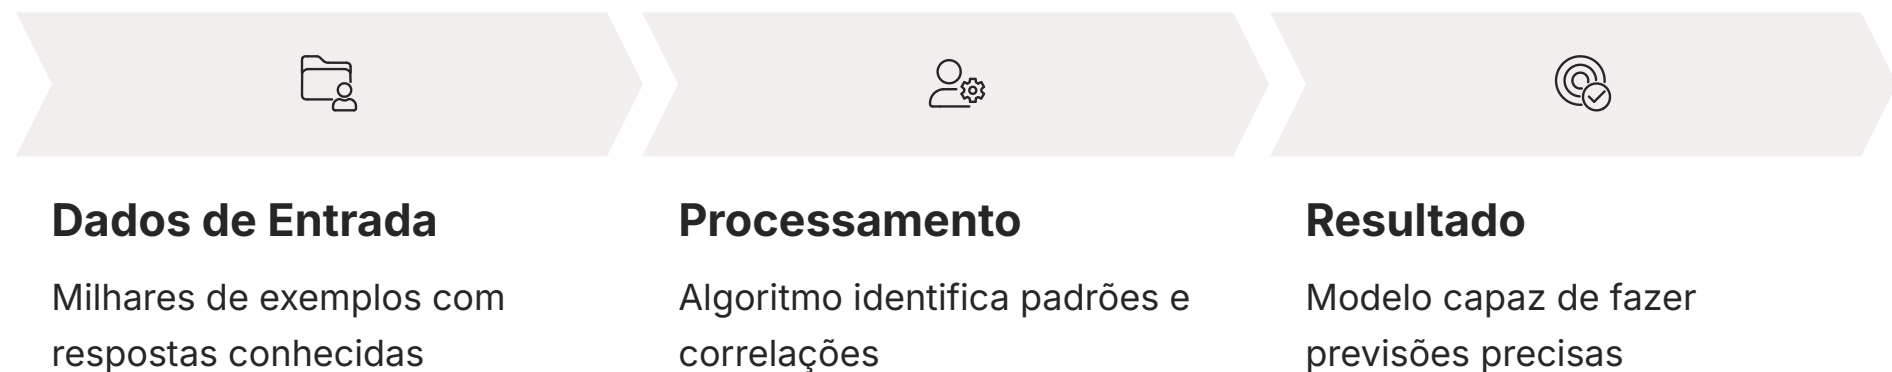 Dados de Entrada
Milhares de exemplos com
respostas conhecidas
Processamento
Algoritmo identifica padrões e
correlações
Resultado
Modelo capaz de fazer
previsões precisas